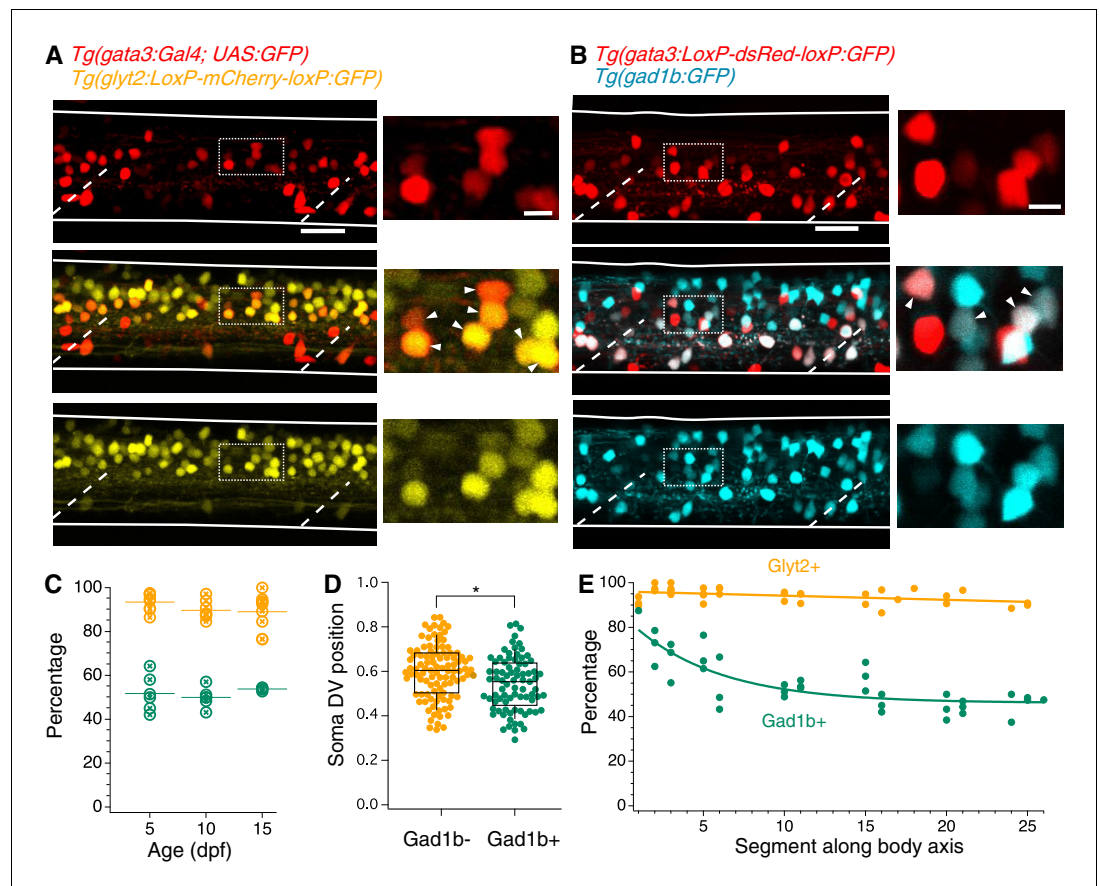 A Tg(gata3:Gal4; UAS:GFP)
Tg(glyt2:LoxP-mCherry-loxP:GFP)
B Tg(gata3:LoxP-dsRed-loxP:GFP)
Tg(gad1b:GFP)
C
Percentage
100
80
60
40
20
0
5 10 15
Age (dpf)
D
Soma DV position
1.0
0.8
0.6
0.4
0.2
0.0
*
Gad1b- Gad1b+
E
Percentage
100
80
60
40
20
0
Glyt2+
Gad1b+
5 10 15 20 25
Segment along body axis